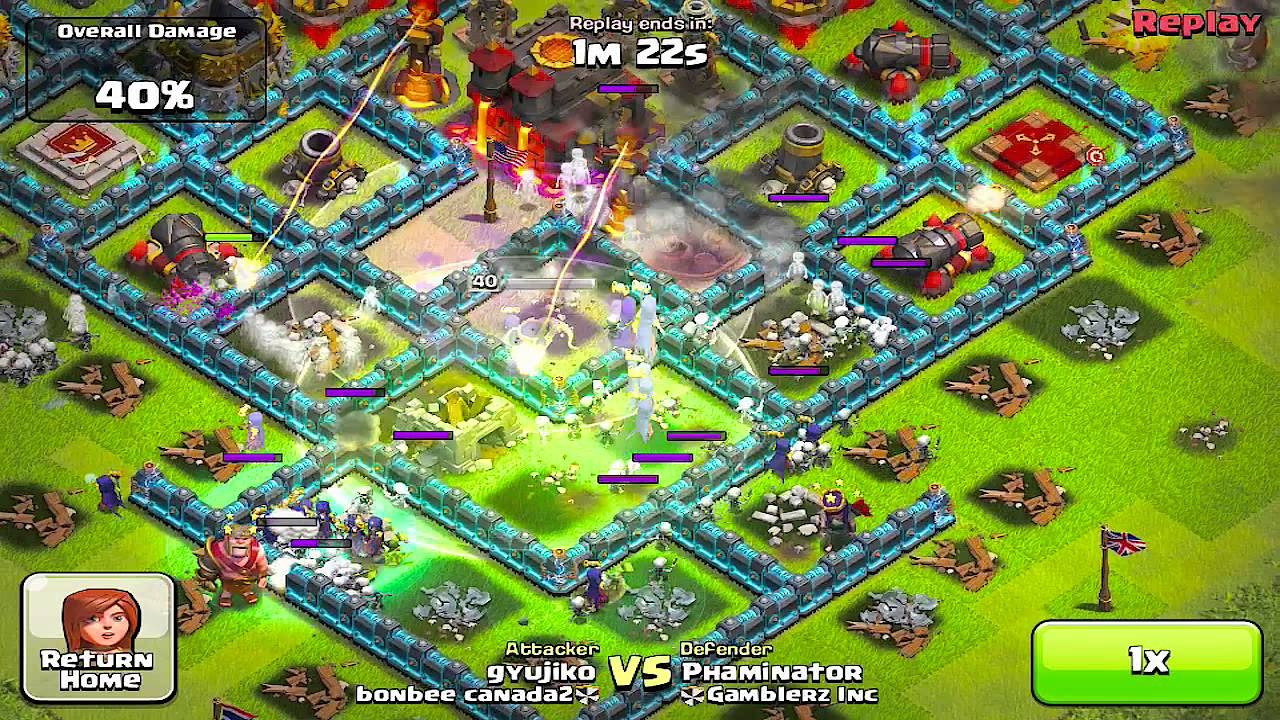 Overall Damage
40%
Replay ends in:
1M 22s
Replay
40
Return
Home
Attacker
gyujiko
bonbee canada2
VS
Defender
Phaminator
Gamblerz Inc
1x